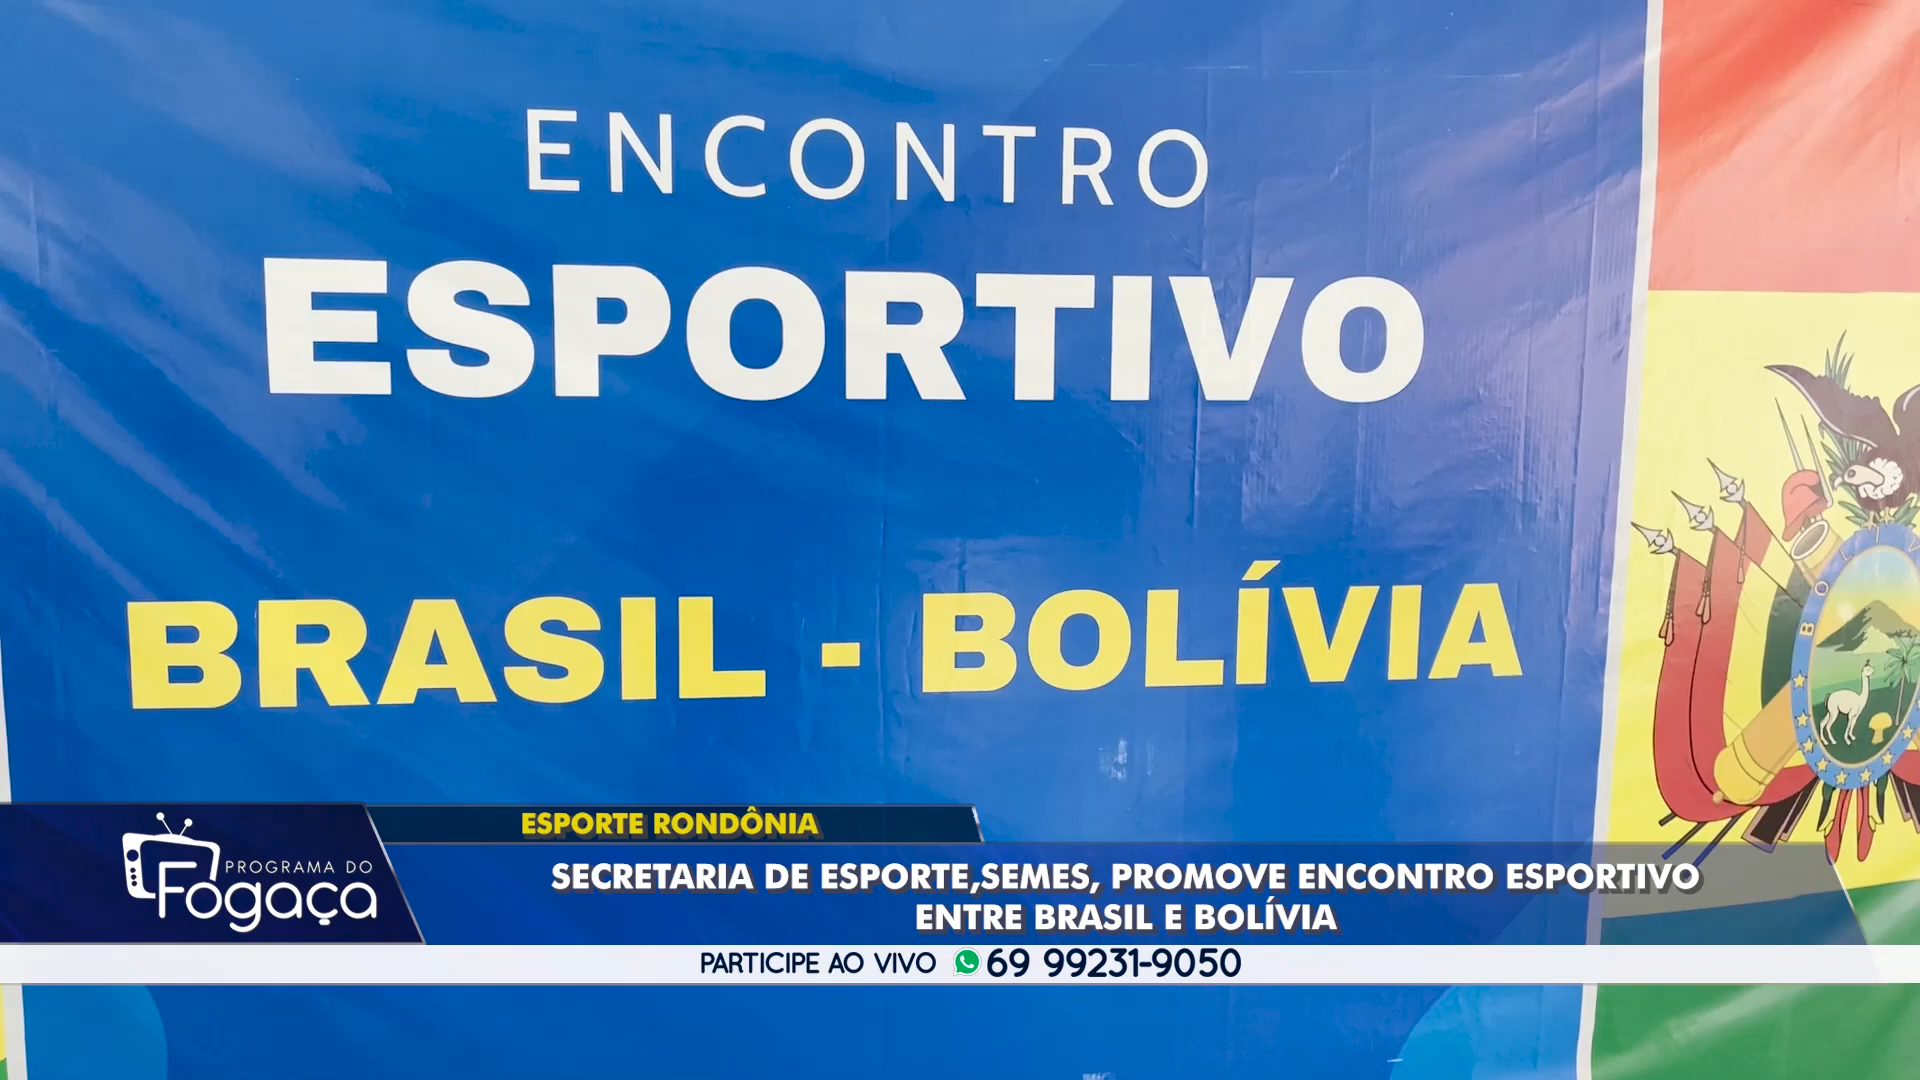 ENCONTRO
ESPORTIVO
BRASIL - BOLÍVIA
BOLIV
ESPORTE RONDÔNIA
PROGRAMA DO
Fogaça
SECRETARIA DE ESPORTE,SEMES, PROMOVE ENCONTRO ESPORTIVO
ENTRE BRASIL E BOLÍVIA
PARTICIPE AO VIVO 69 99231-9050